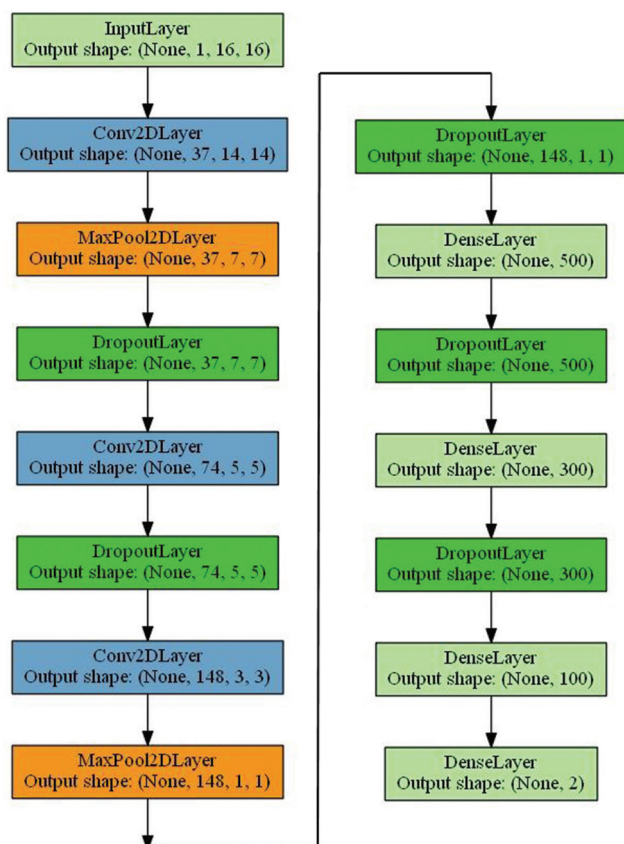 InputLayer
Output shape: (None, 1, 16, 16)
Conv2DLayer
Output shape: (None, 37, 14, 14)
MaxPool2DLayer
Output shape: (None, 37, 7, 7)
DropoutLayer
Output shape: (None, 37, 7, 7)
Conv2DLayer
Output shape: (None, 74, 5, 5)
DropoutLayer
Output shape: (None, 74, 5, 5)
Conv2DLayer
Output shape: (None, 148, 3, 3)
MaxPool2DLayer
Output shape: (None, 148, 1, 1)
DropoutLayer
Output shape: (None, 148, 1, 1)
DenseLayer
Output shape: (None, 500)
DropoutLayer
Output shape: (None, 500)
DenseLayer
Output shape: (None, 300)
DropoutLayer
Output shape: (None, 300)
DenseLayer
Output shape: (None, 100)
DenseLayer
Output shape: (None, 2)